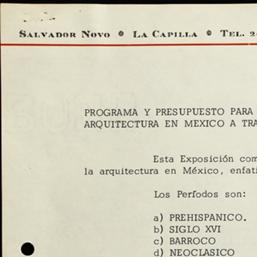 SALVADOR NOVO * LA CAPILLA * TEL. 2
PROGRAMA Y PRESUPUESTO PARA
ARQUITECTURA EN MEXICO A TRA
Esta Exposición com
la arquitectura en México, enfati
Los Períodos son:
a) PREHISPANICO.
b) SIGLO XVI
c) BARROCO
d) NEOCLASICO